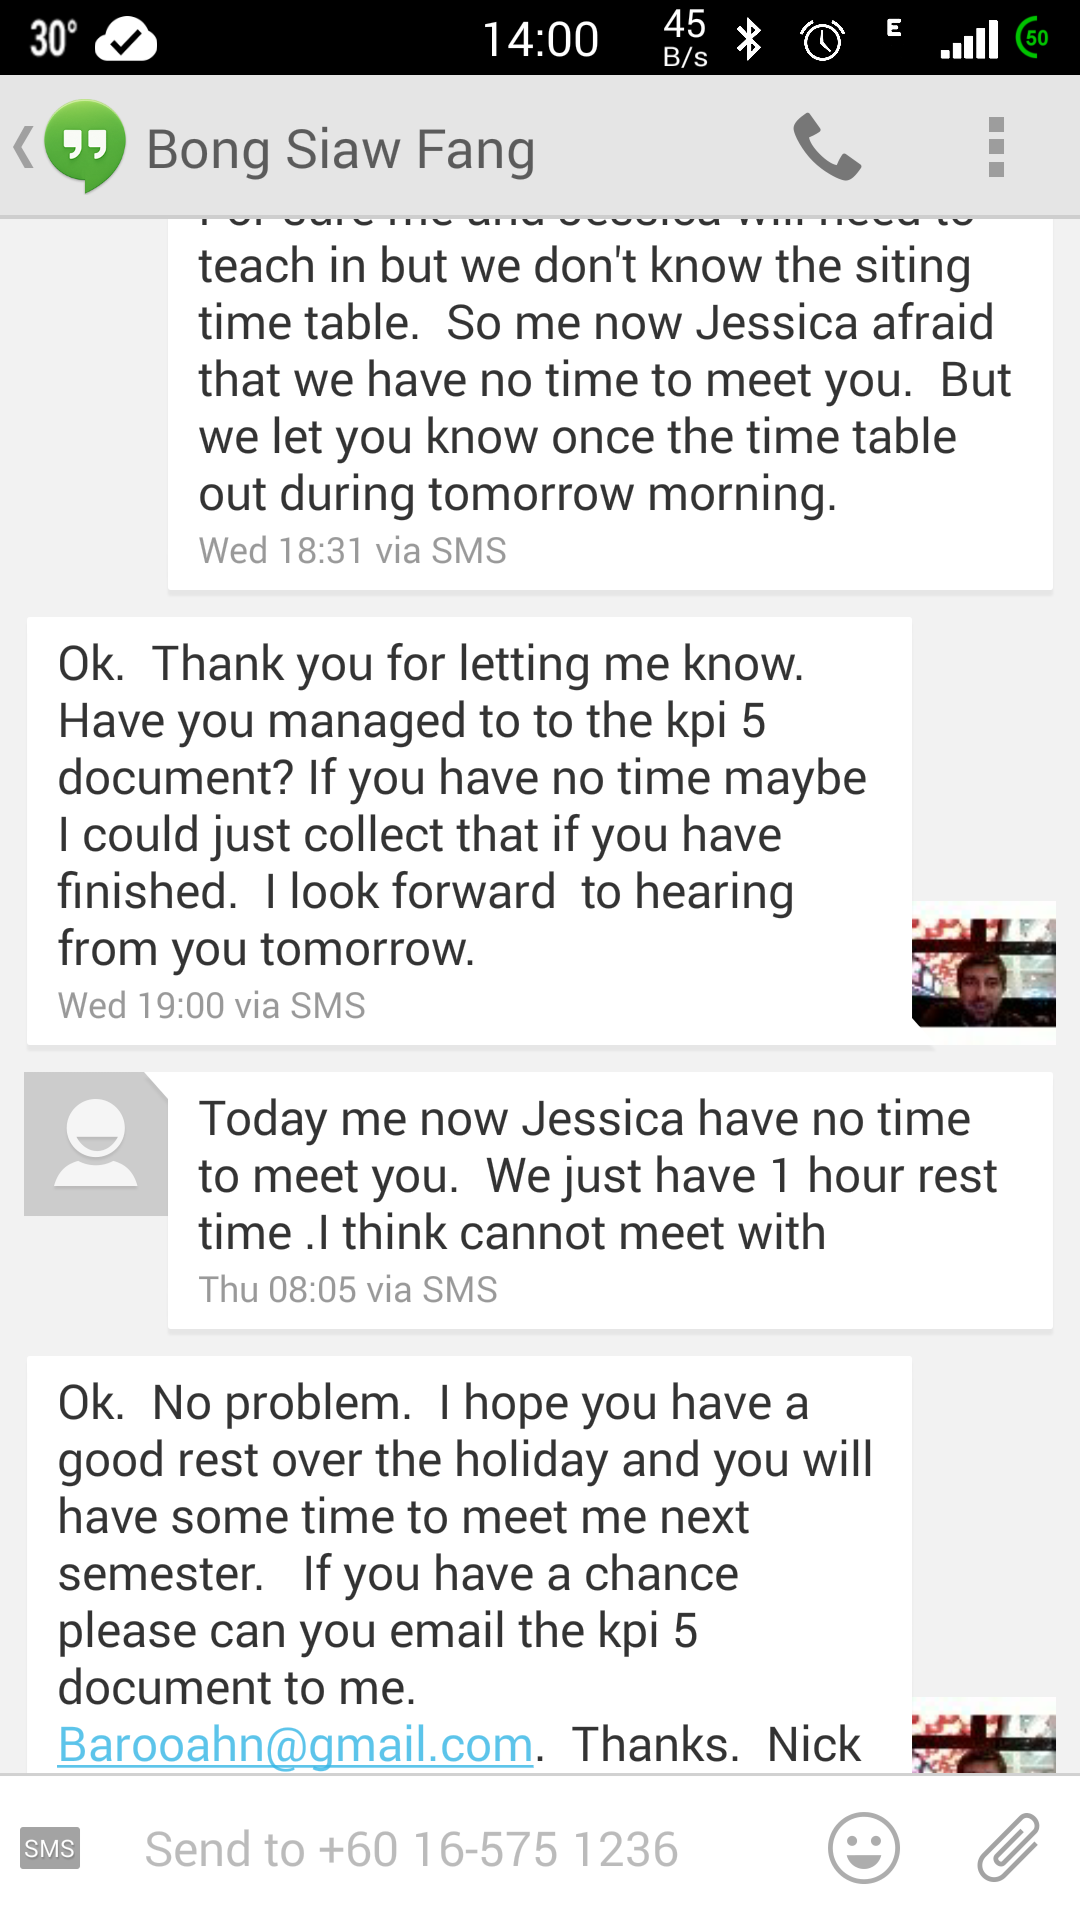 30°
14:00
45
B/s
E
50
Bong Siaw Fang
For sure me and Jessica will need to
teach in but we don't know the siting
time table.  So me now Jessica afraid
that we have no time to meet you.  But
we let you know once the time table
out during tomorrow morning.
Wed 18:31 via SMS
Ok.  Thank you for letting me know.
Have you managed to to the kpi 5
document? If you have no time maybe
I could just collect that if you have
finished.  I look forward  to hearing
from you tomorrow.
Wed 19:00 via SMS
Today me now Jessica have no time
to meet you.  We just have 1 hour rest
time .I think cannot meet with
Thu 08:05 via SMS
Ok.  No problem.  I hope you have a
good rest over the holiday and you will
have some time to meet me next
semester.   If you have a chance
please can you email the kpi 5
document to me.
Barooahn@gmail.com.  Thanks.  Nick
SMS
Send to +60 16-575 1236